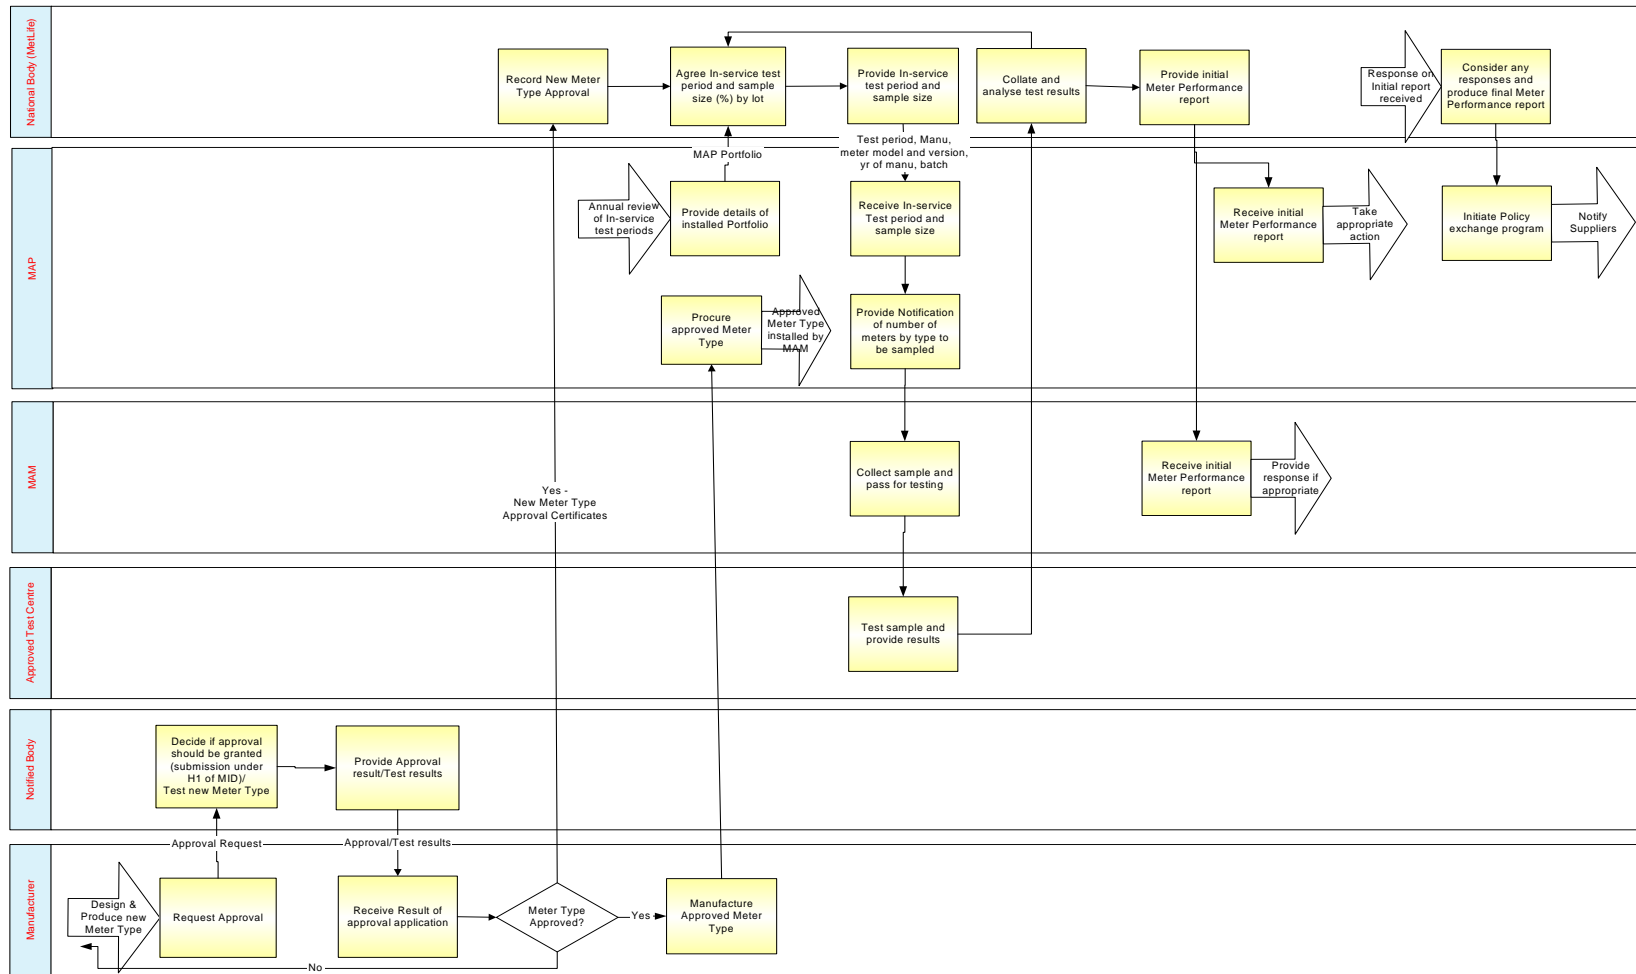 National Body (MetLife)
Record New Meter
Type Approval
Agree In-service test
period and sample
size (%) by lot
Provide In-service
test period and
sample size
Collate and
analyse test results
Provide initial
Meter Performance
report
Response on
Initial report
received
Consider any
responses and
produce final Meter
Performance report
MAP
MAP Portfolio
Test period, Manu,
meter model and version,
yr of manu, batch
Annual review
of In-service
test periods
Provide details of
installed Portfolio
Receive In-service
Test period and
sample size
Receive initial
Meter Performance
report
Take
appropriate
action
Initiate Policy
exchange program
Notify
Suppliers
Procure
approved Meter
Type
Approved
Meter Type
installed by
MAM
Provide Notification
of number of
meters by type to
be sampled
MAM
Yes -
New Meter Type
Approval Certificates
Collect sample and
pass for testing
Receive initial
Meter Performance
report
Provide
response if
appropriate
Approved Test Centre
Test sample and
provide results
Notified Body
Decide if approval
should be granted
(submission under
H1 of MID)/
Test new Meter Type
Provide Approval
result/Test results
Approval Request
Approval/Test results
Manufacturer
Design &
Produce new
Meter Type
Request Approval
Receive Result of
approval application
Meter Type
Approved?
Yes
Manufacture
Approved Meter
Type
No